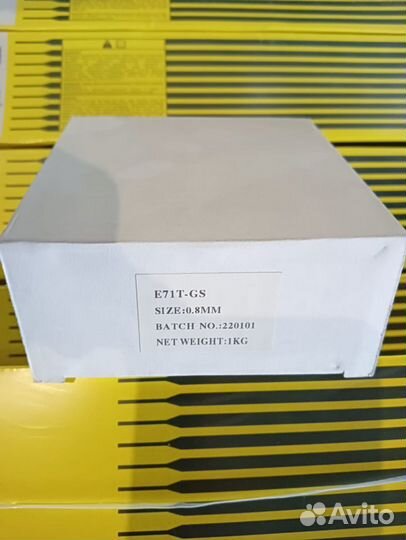 E71T-GS
SIZE:0.8MM
BATCH NO.:220101
NET WEIGHT:1KG
Avito